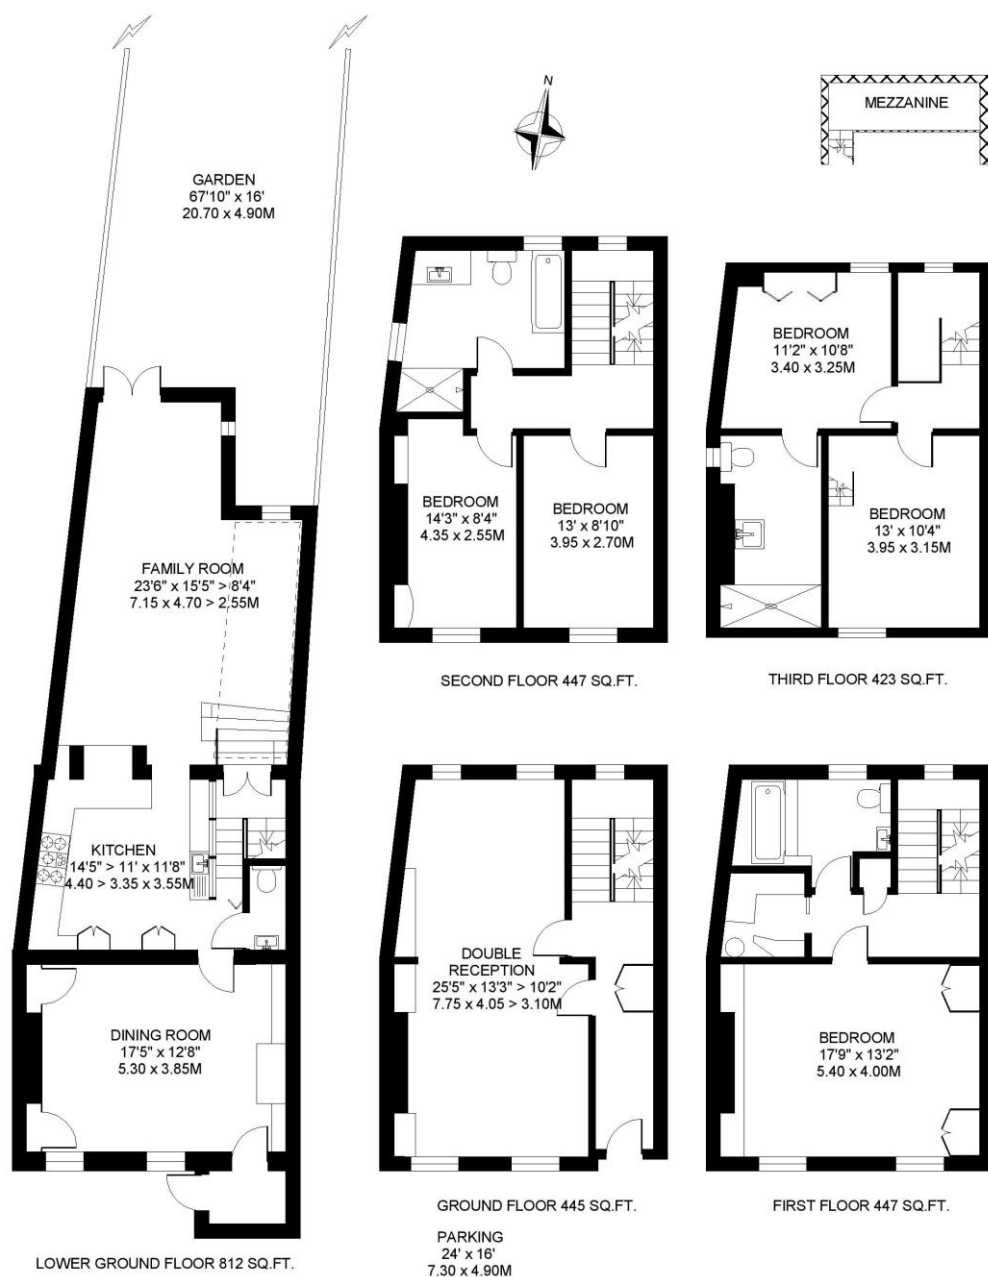 N
MEZZANINE
GARDEN
67'10" x 16'
20.70 x 4.90M
BEDROOM
11'2" x 10'8"
3.40 x 3.25M
BEDROOM
14'3" x 8'4"
4.35 x 2.55M
BEDROOM
13' x 8'10"
3.95 x 2.70M
BEDROOM
13' x 10'4"
3.95 x 3.15M
FAMILY ROOM
23'6" x 15'5" > 8'4"
7.15 x 4.70 > 2.55M
SECOND FLOOR 447 SQ.FT.
THIRD FLOOR 423 SQ.FT.
KITCHEN
14'5" > 11' x 11'8"
4.40 > 3.35 x 3.55M
DOUBLE
RECEPTION
25'5" x 13'3" > 10'2"
7.75 x 4.05 > 3.10M
DINING ROOM
17'5" x 12'8"
5.30 x 3.85M
BEDROOM
17'9" x 13'2"
5.40 x 4.00M
GROUND FLOOR 445 SQ.FT.
FIRST FLOOR 447 SQ.FT.
PARKING
24' x 16'
7.30 x 4.90M
LOWER GROUND FLOOR 812 SQ.FT.